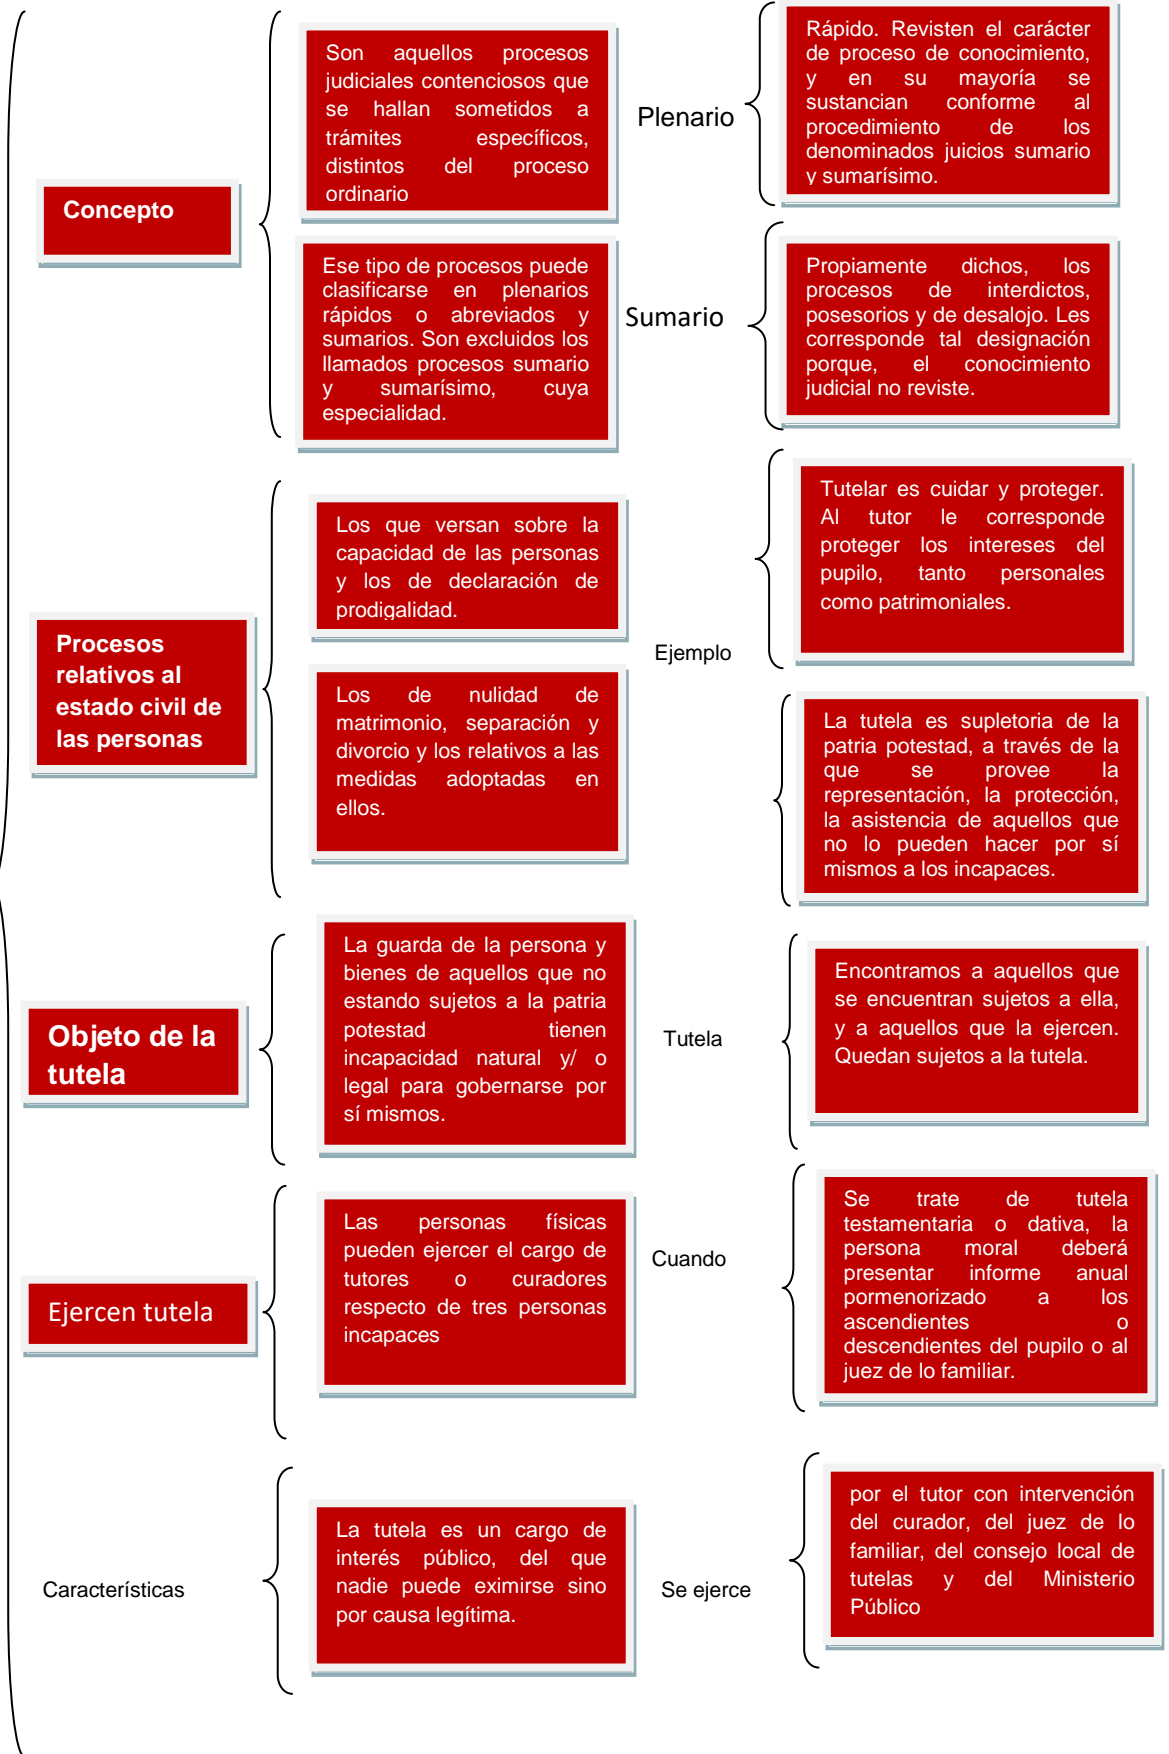 Concepto
Son aquellos procesos
judiciales contenciosos que
se hallan sometidos a
trámites específicos,
distintos del proceso
ordinario
Plenario
Rápido. Revisten el carácter
de proceso de conocimiento,
y en su mayoría se
sustancian conforme al
procedimiento de los
denominados juicios sumario
y sumarísimo.
Ese tipo de procesos puede
clasificarse en plenarios
rápidos o abreviados y
sumarios. Son excluidos los
llamados procesos sumario
y sumarísimo, cuya
especialidad.
Sumario
Propiamente dichos, los
procesos de interdictos,
posesorios y de desalojo. Les
corresponde tal designación
porque, el conocimiento
judicial no reviste.
Procesos
relativos al
estado civil de
las personas
Los que versan sobre la
capacidad de las personas
y los de declaración de
prodigalidad.
Los de nulidad de
matrimonio, separación y
divorcio y los relativos a las
medidas adoptadas en
ellos.
Ejemplo
Tutelar es cuidar y proteger.
Al tutor le corresponde
proteger los intereses del
pupilo, tanto personales
como patrimoniales.
La tutela es supletoria de la
patria potestad, a través de la
que se provee la
representación, la protección,
la asistencia de aquellos que
no lo pueden hacer por sí
mismos a los incapaces.
Objeto de la
tutela
La guarda de la persona y
bienes de aquellos que no
estando sujetos a la patria
potestad tienen
incapacidad natural y/ o
legal para gobernarse por
sí mismos.
Tutela
Encontramos a aquellos que
se encuentran sujetos a ella,
y a aquellos que la ejercen.
Quedan sujetos a la tutela.
Ejercen tutela
Las personas físicas
pueden ejercer el cargo de
tutores o curadores
respecto de tres personas
incapaces
Cuando
Se trate de tutela
testamentaria o dativa, la
persona moral deberá
presentar informe anual
pormenorizado a los
ascendientes o
descendientes del pupilo o al
juez de lo familiar.
Características
La tutela es un cargo de
interés público, del que
nadie puede eximirse sino
por causa legítima.
Se ejerce
por el tutor con intervención
del curador, del juez de lo
familiar, del consejo local de
tutelas y del Ministerio
Público